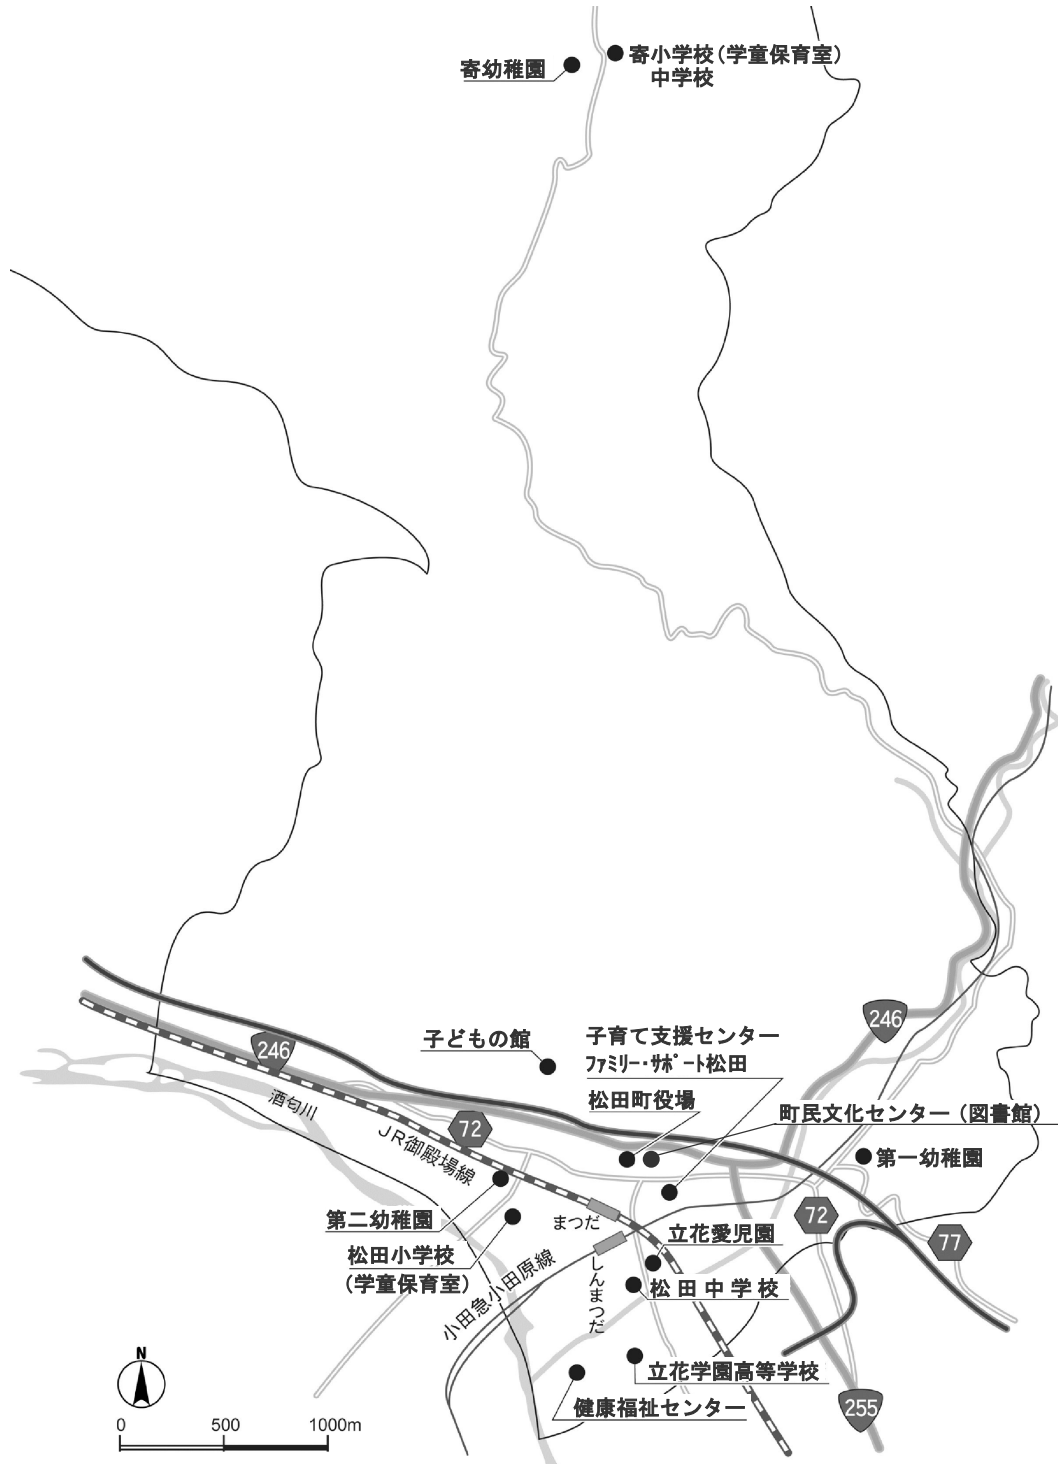 寄幼稚園
寄小学校(学童保育室)
中学校
246
246
子どもの館
子育て支援センター
ファミリー・サポート松田
松田町役場
町民文化センター(図書館)
酒匂川
72
JR御殿場線
第一幼稚園
第二幼稚園
まつだ
72
77
松田小学校
(学童保育室)
立花愛児園
小田急小田原線
しんまつだ
松田中学校
立花学園高等学校
健康福祉センター
255
N
0 500 1000m